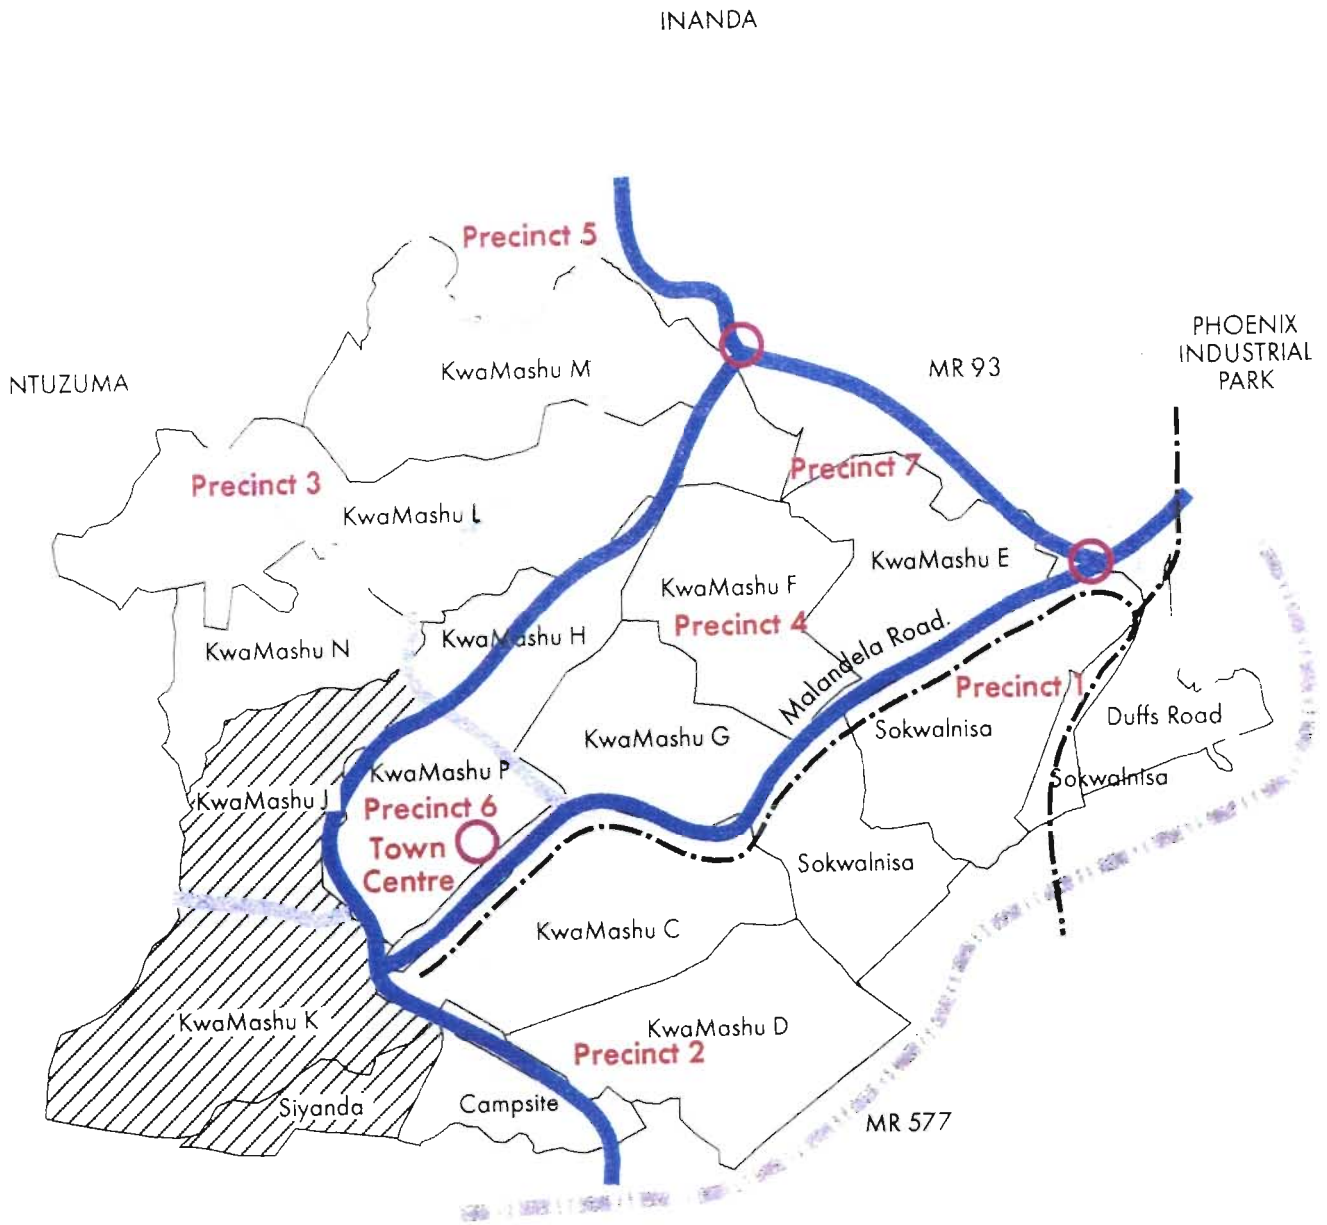 INANDA
Precinct 5
PHOENIX
INDUSTRIAL
PARK
KwaMashu M
MR 93
NTUZUMA
Precinct 7
Precinct 3
KwaMashu L
KwaMashu E
KwaMashu F
Precinct 4
KwaMashu H
KwaMashu N
Malandela Road.
Precinct 1
Duffs Road
Sokwalnisa
KwaMashu G
KwaMashu P
Sokwalnisa
KwaMashu J
Precinct 6
Town
Centre
Sokwalnisa
KwaMashu C
KwaMashu K
KwaMashu D
Precinct 2
Siyanda
Campsite
MR 577